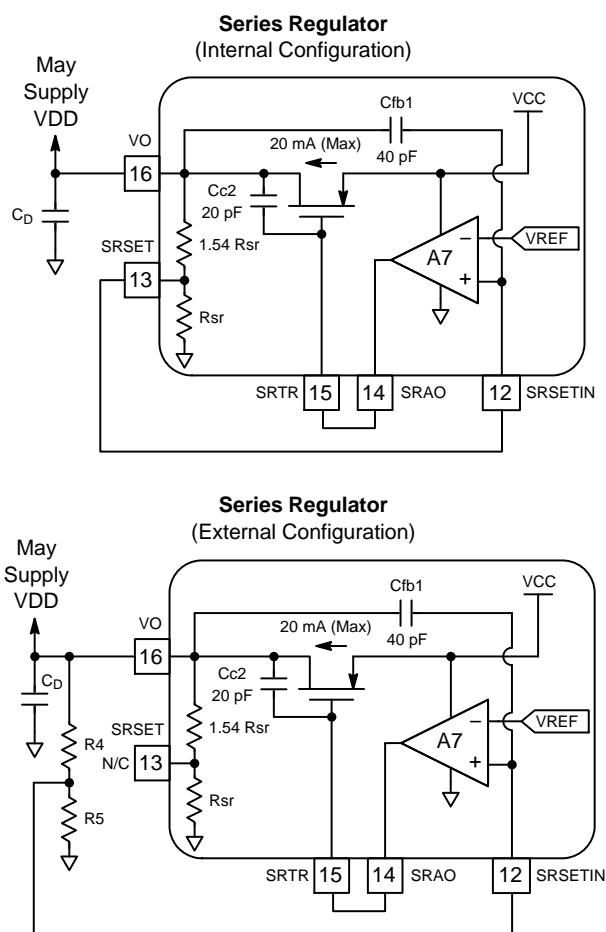 Series Regulator
(Internal Configuration)
May
Supply
VDD
VO
16
Cfb1
40 pF
VCC
20 mA (Max)
Cc2
20 pF
CD
1.54 Rsr
SRSET
13
Rsr
A7
−
+
VREF
SRTR
15
14
SRAO
12
SRSETIN
Series Regulator
(External Configuration)
May
Supply
VDD
VO
16
Cfb1
40 pF
VCC
20 mA (Max)
Cc2
20 pF
CD
1.54 Rsr
SRSET
N/C
13
R4
Rsr
R5
A7
−
+
VREF
SRTR
15
14
SRAO
12
SRSETIN